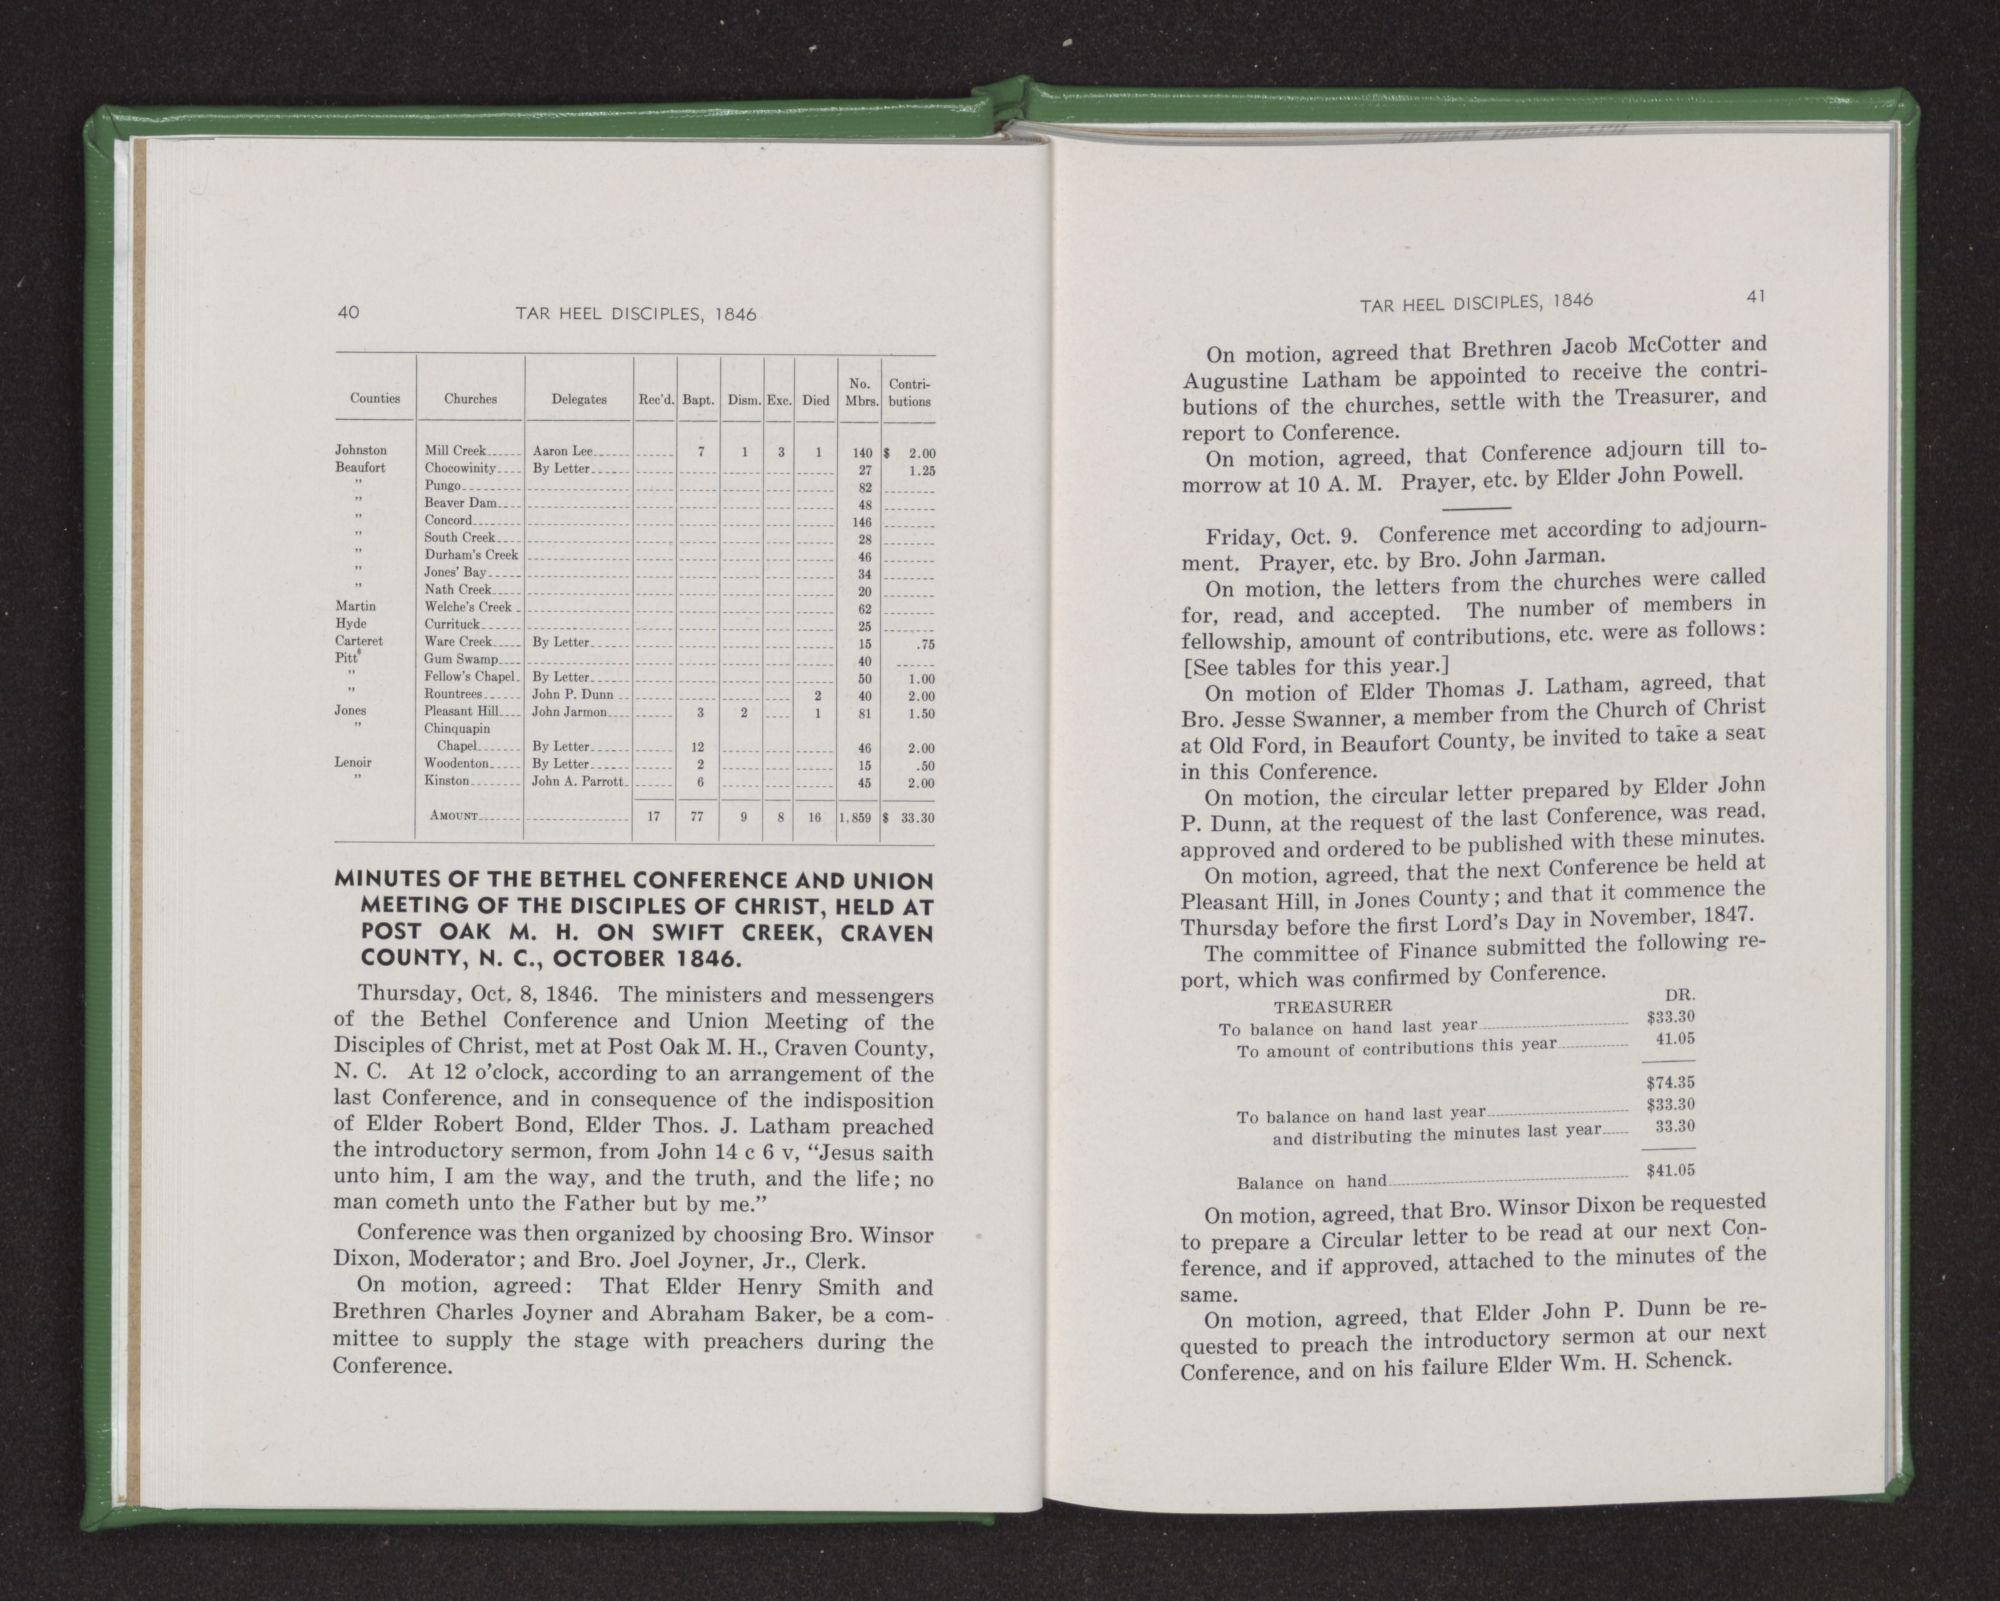 40 TAR HEEL DISCIPLES, 1846
Counties Churches Delegates Rec'd. Bapt. Dism. Exc. Died No. Mbrs. Contri-butions
Johnston Mill Creek Aaron Lee 7 1 3 1 140 $ 2.00
Beaufort Chocowinity By Letter 27 1.25
" Pungo 82
" Beaver Dam 48
" Concord 146
" South Creek 28
" Durham's Creek 46
" Jones' Bay 34
" Nath Creek 20
Martin Welche's Creek 62
Hyde Currituck 25
Carteret Ware Creek By Letter 15 .75
Pitt Gum Swamp 40
" Fellow's Chapel By Letter 50 1.00
" Rountrees John P. Dunn 2 40 2.00
Jones Pleasant Hill John Jarmon 3 2 1 81 1.50
" Chinquapin
Chapel By Letter 12 46 2.00
Lenoir Woodenton By Letter 2 15 .50
" Kinston John A. Parrott 6 45 2.00
AMOUNT 17 77 9 8 16 1,859 $ 33.30
MINUTES OF THE BETHEL CONFERENCE AND UNION
MEETING OF THE DISCIPLES OF CHRIST, HELD AT
POST OAK M. H. ON SWIFT CREEK, CRAVEN
COUNTY, N. C., OCTOBER 1846.
Thursday, Oct. 8, 1846. The ministers and messengers
of the Bethel Conference and Union Meeting of the
Disciples of Christ, met at Post Oak M. H., Craven County,
N. C. At 12 o'clock, according to an arrangement of the
last Conference, and in consequence of the indisposition
of Elder Robert Bond, Elder Thos. J. Latham preached
the introductory sermon, from John 14 c 6 v, "Jesus saith
unto him, I am the way, and the truth, and the life; no
man cometh unto the Father but by me."
Conference was then organized by choosing Bro. Winsor
Dixon, Moderator; and Bro. Joel Joyner, Jr., Clerk.
On motion, agreed: That Elder Henry Smith and
Brethren Charles Joyner and Abraham Baker, be a com-
mittee to supply the stage with preachers during the
Conference.
TAR HEEL DISCIPLES, 1846 41
On motion, agreed that Brethren Jacob McCotter and
Augustine Latham be appointed to receive the contri-
butions of the churches, settle with the Treasurer, and
report to Conference.
On motion, agreed, that Conference adjourn till to-
morrow at 10 A. M. Prayer, etc. by Elder John Powell.
Friday, Oct. 9. Conference met according to adjourn-
ment. Prayer, etc. by Bro. John Jarman.
On motion, the letters from the churches were called
for, read, and accepted. The number of members in
fellowship, amount of contributions, etc. were as follows:
[See tables for this year.]
On motion of Elder Thomas J. Latham, agreed, that
Bro. Jesse Swanner, a member from the Church of Christ
at Old Ford, in Beaufort County, be invited to take a seat
in this Conference.
On motion, the circular letter prepared by Elder John
P. Dunn, at the request of the last Conference, was read,
approved and ordered to be published with these minutes.
On motion, agreed, that the next Conference be held at
Pleasant Hill, in Jones County; and that it commence the
Thursday before the first Lord's Day in November, 1847.
The committee of Finance submitted the following re-
port, which was confirmed by Conference.
TREASURER DR.
To balance on hand last year $33.30
To amount of contributions this year 41.05
$74.35
To balance on hand last year $33.30
and distributing the minutes last year 33.30
Balance on hand $41.05
On motion, agreed, that Bro. Winsor Dixon be requested
to prepare a Circular letter to be read at our next Con-
ference, and if approved, attached to the minutes of the
same.
On motion, agreed, that Elder John P. Dunn be re-
quested to preach the introductory sermon at our next
Conference, and on his failure Elder Wm. H. Schenck.